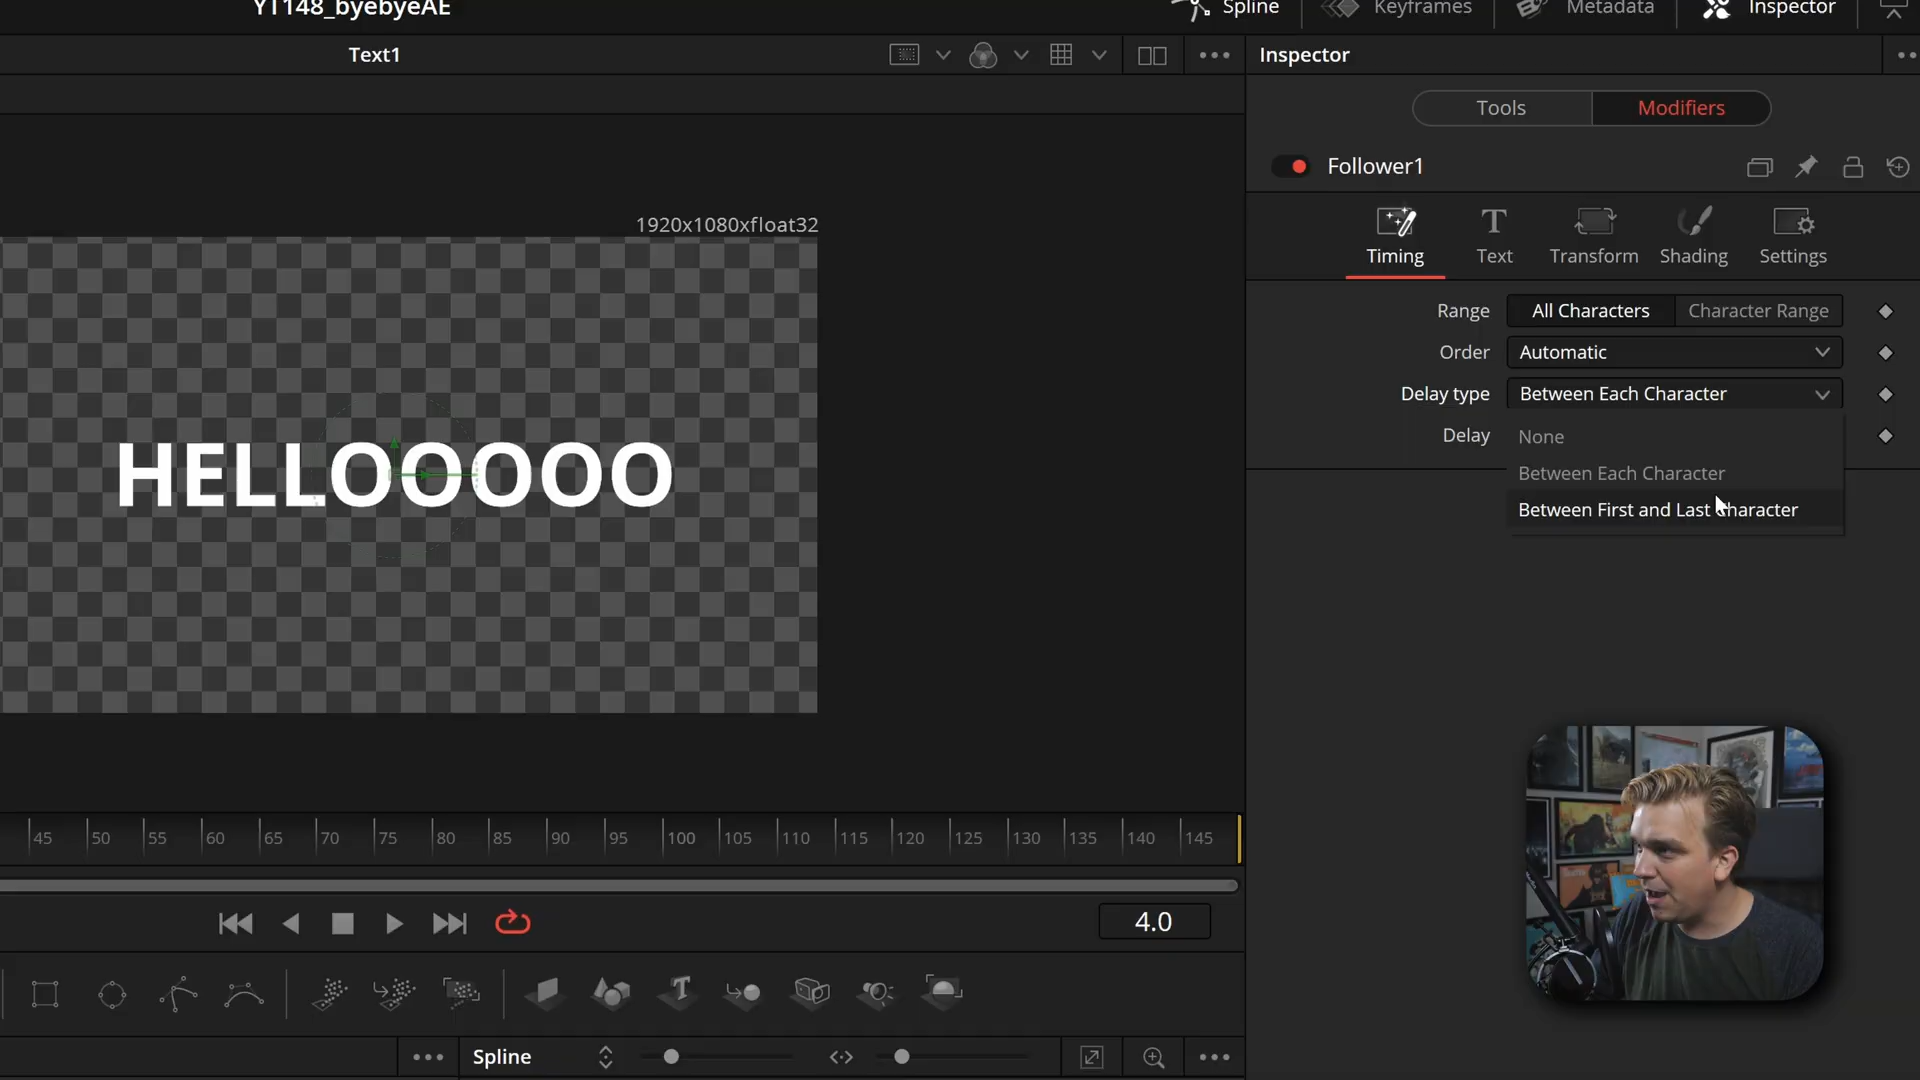 YT148_byebyeAE
Spline
Keyframes
Metadata
Inspector
Text1
Inspector
Tools
Modifiers
Follower1
1920x1080xfloat32
Timing
Text
Transform
Shading
Settings
Range All Characters Character Range
Order Automatic
Delay type Between Each Character
Delay
None
Between Each Character
Between First and Last Character
HELLOOOOO
45 50 55 60 65 70 75 80 85 90 95 100 105 110 115 120 125 130 135 140 145
4.0
Spline